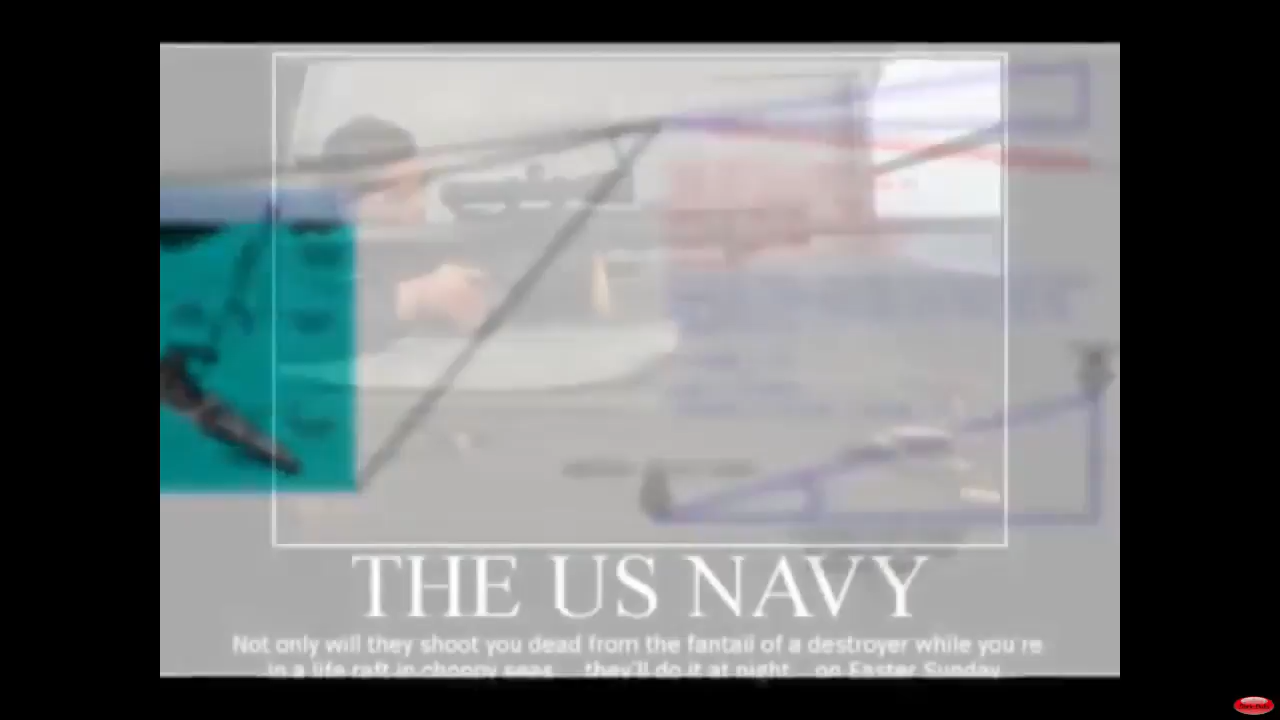 THE US NAVY
Not only will they shoot you dead from the fantail of a destroyer while you're
in a life raft in choppy seas... they'll do it at night... on Easter Sunday